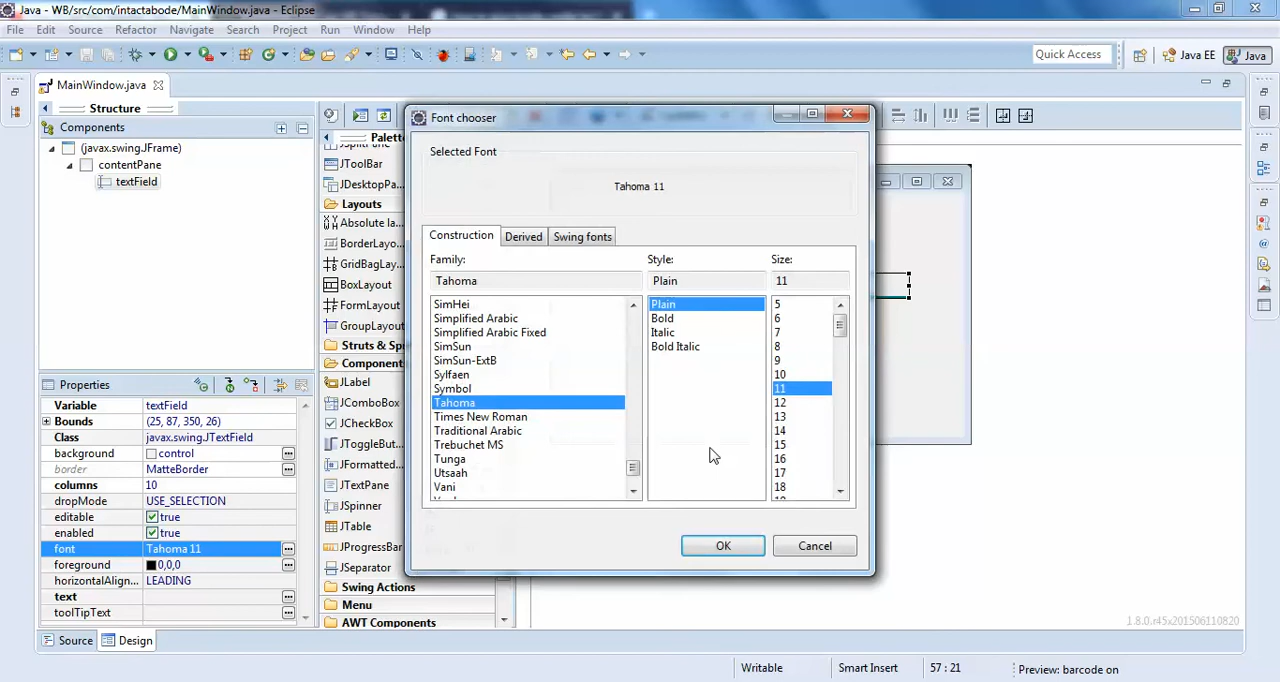 Java - WB/src/com/intactabode/MainWindow.java - Eclipse
File Edit Source Refactor Navigate Search Project Run Window Help
Quick Access Java EE Java
MainWindow.java
Structure
Components
(javax.swing.JFrame)
contentPane
textField
Properties
Variable textField
Bounds (25, 87, 350, 26)
Class javax.swing.JTextField
background control
border MatteBorder
columns 10
dropMode USE_SELECTION
editable true
enabled true
font Tahoma 11
foreground 0,0,0
horizontalAlign... LEADING
text
toolTipText
Source Design
Palett
JToolBar
JDesktopPa
Layouts
Absolute la
BorderLayo
GridBagLay
BoxLayout
FormLayout
GroupLayou
Struts & Sp
Component
JLabel
JComboBox
JCheckBox
JToggleButt
JFormatted
JTextPane
JSpinner
JTable
JProgressBar
JSeparator
Swing Actions
Menu
AWT Components
Font chooser
Selected Font
Tahoma 11
Construction Derived Swing fonts
Family: Style: Size:
Tahoma Plain 11
SimHei
Simplified Arabic
Simplified Arabic Fixed
SimSun
SimSun-ExtB
Sylfaen
Symbol
Tahoma
Times New Roman
Traditional Arabic
Trebuchet MS
Tunga
Utsaah
Vani
Plain
Bold
Italic
Bold Italic
5
6
7
8
9
10
11
12
13
14
15
16
17
18
OK Cancel
1.8.0.r45x201506110820
Writable Smart Insert 57 : 21 Preview: barcode on